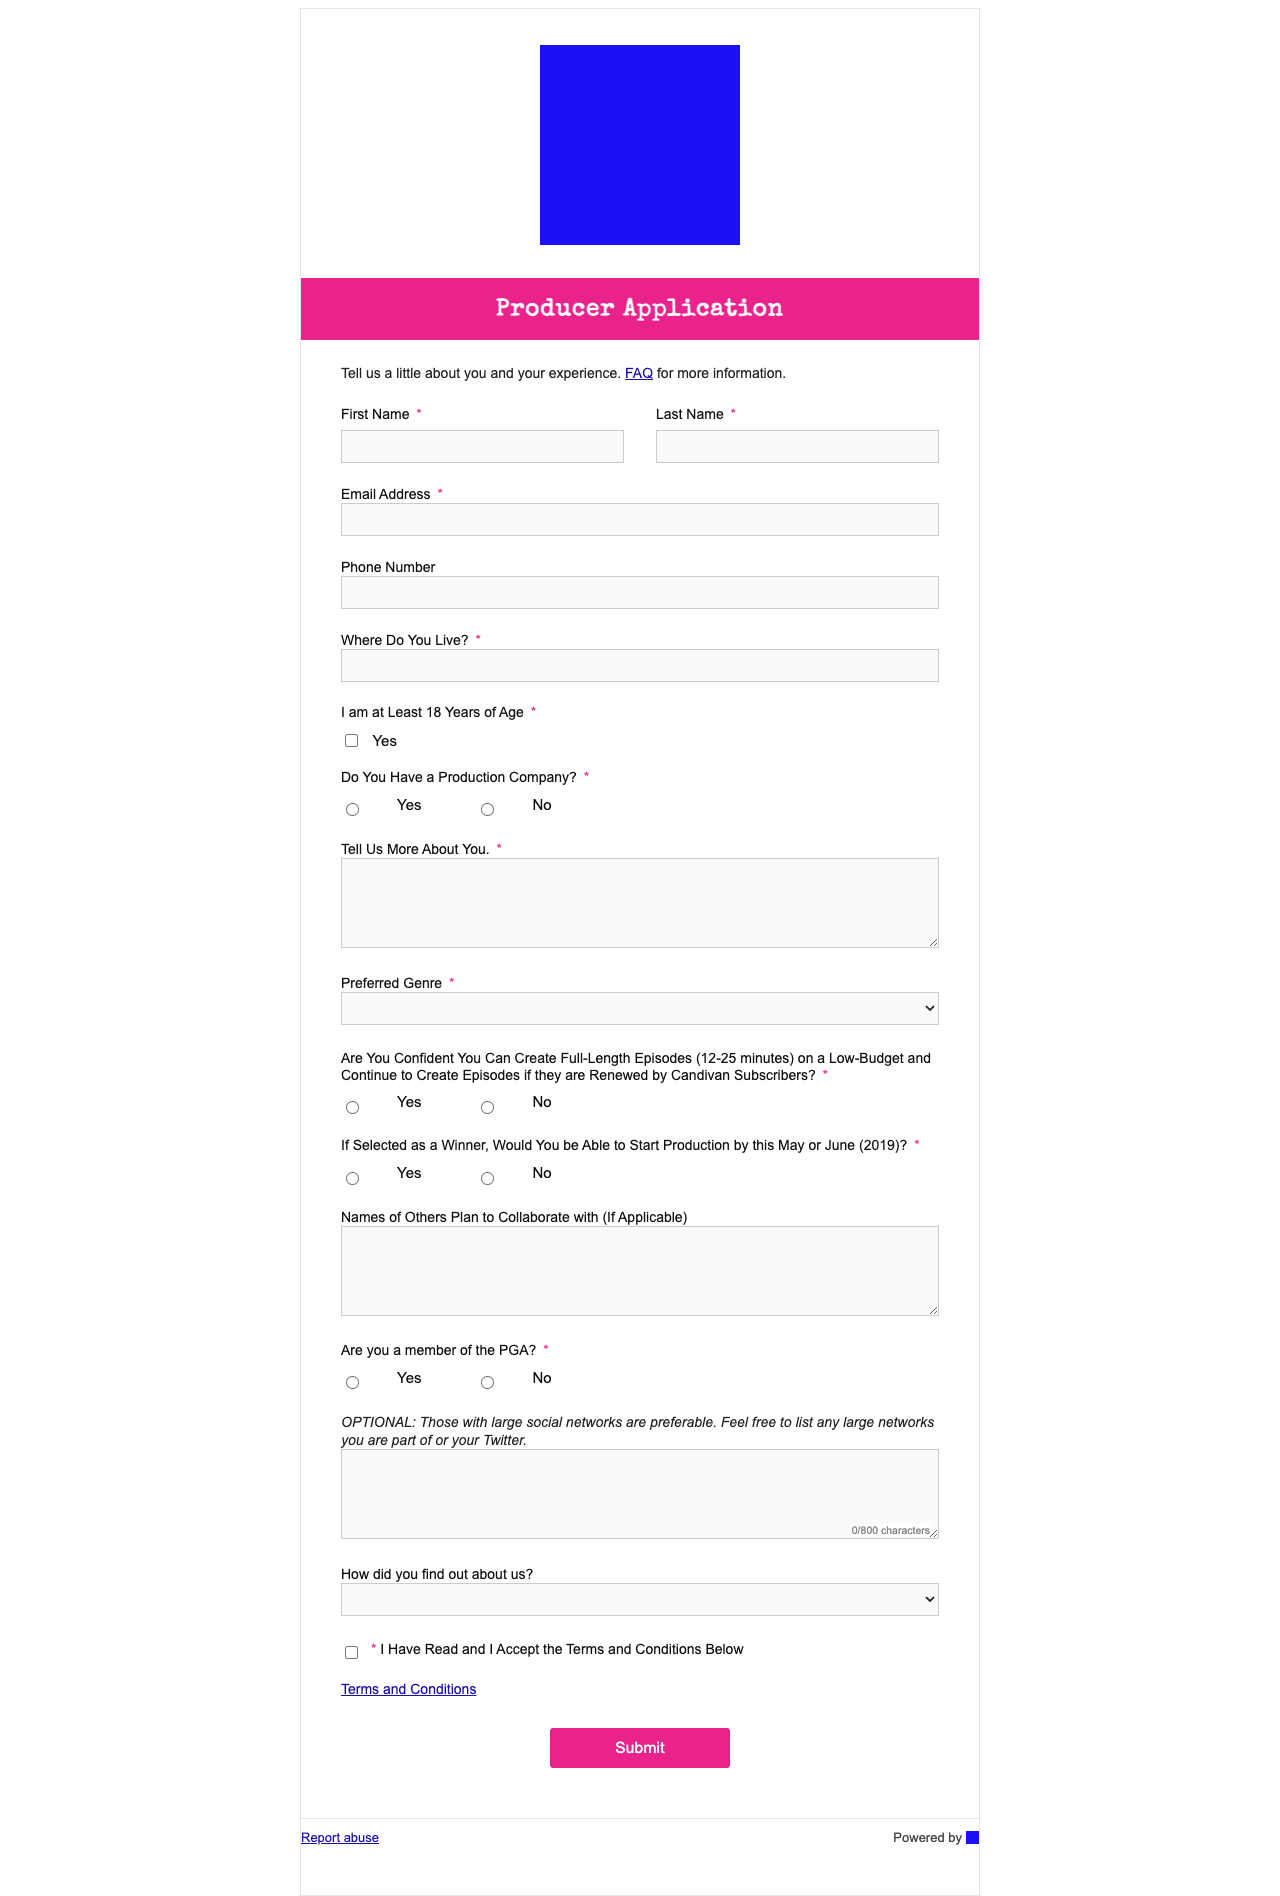 Producer Application
Tell us a little about you and your experience. FAQ for more information.
First Name * Last Name *
Email Address *
Phone Number
Where Do You Live? *
I am at Least 18 Years of Age *
Yes
Do You Have a Production Company? *
Yes No
Tell Us More About You. *
Preferred Genre *
Are You Confident You Can Create Full-Length Episodes (12-25 minutes) on a Low-Budget and
Continue to Create Episodes if they are Renewed by Candivan Subscribers? *
Yes No
If Selected as a Winner, Would You be Able to Start Production by this May or June (2019)? *
Yes No
Names of Others Plan to Collaborate with (If Applicable)
Are you a member of the PGA? *
Yes No
OPTIONAL: Those with large social networks are preferable. Feel free to list any large networks
you are part of or your Twitter.
0/800 characters
How did you find out about us?
* I Have Read and I Accept the Terms and Conditions Below
Terms and Conditions
Submit
Report abuse Powered by